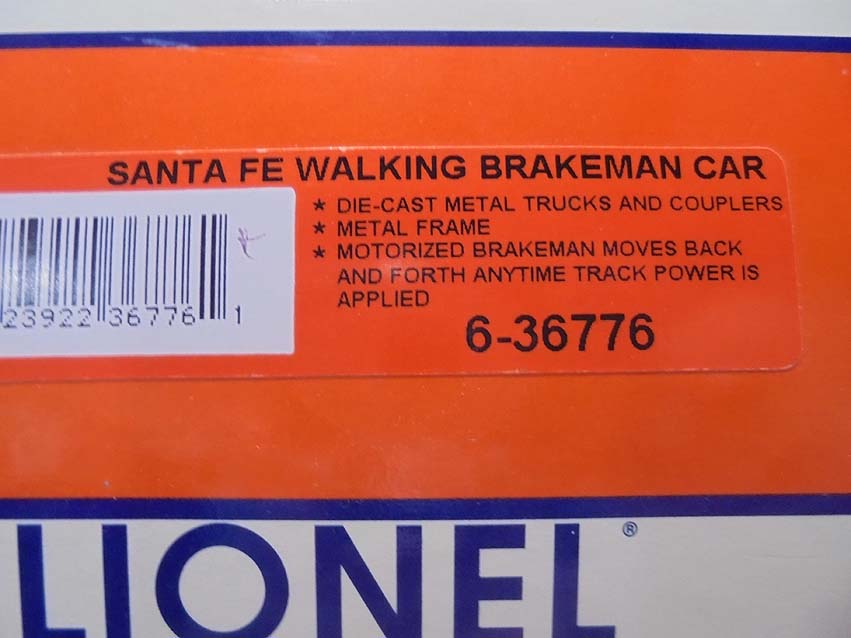 SANTA FE WALKING BRAKEMAN CAR
★ DIE-CAST METAL TRUCKS AND COUPLERS
★ METAL FRAME
★ MOTORIZED BRAKEMAN MOVES BACK
AND FORTH ANYTIME TRACK POWER IS
APPLIED
23922 36776 1
6-36776
LIONEL®